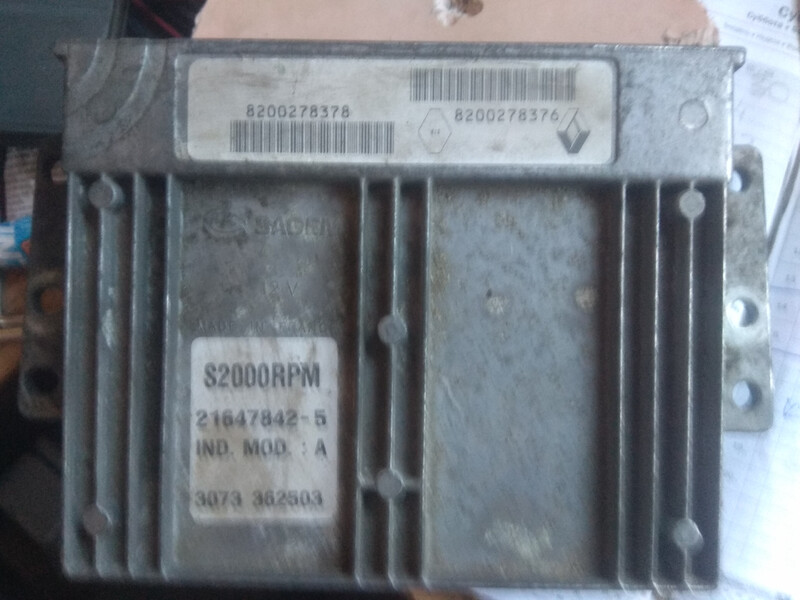 8200278378
8200278376
SAGEM
S2000RPM
21647842-5
IND. MOD. : A
3073 362503